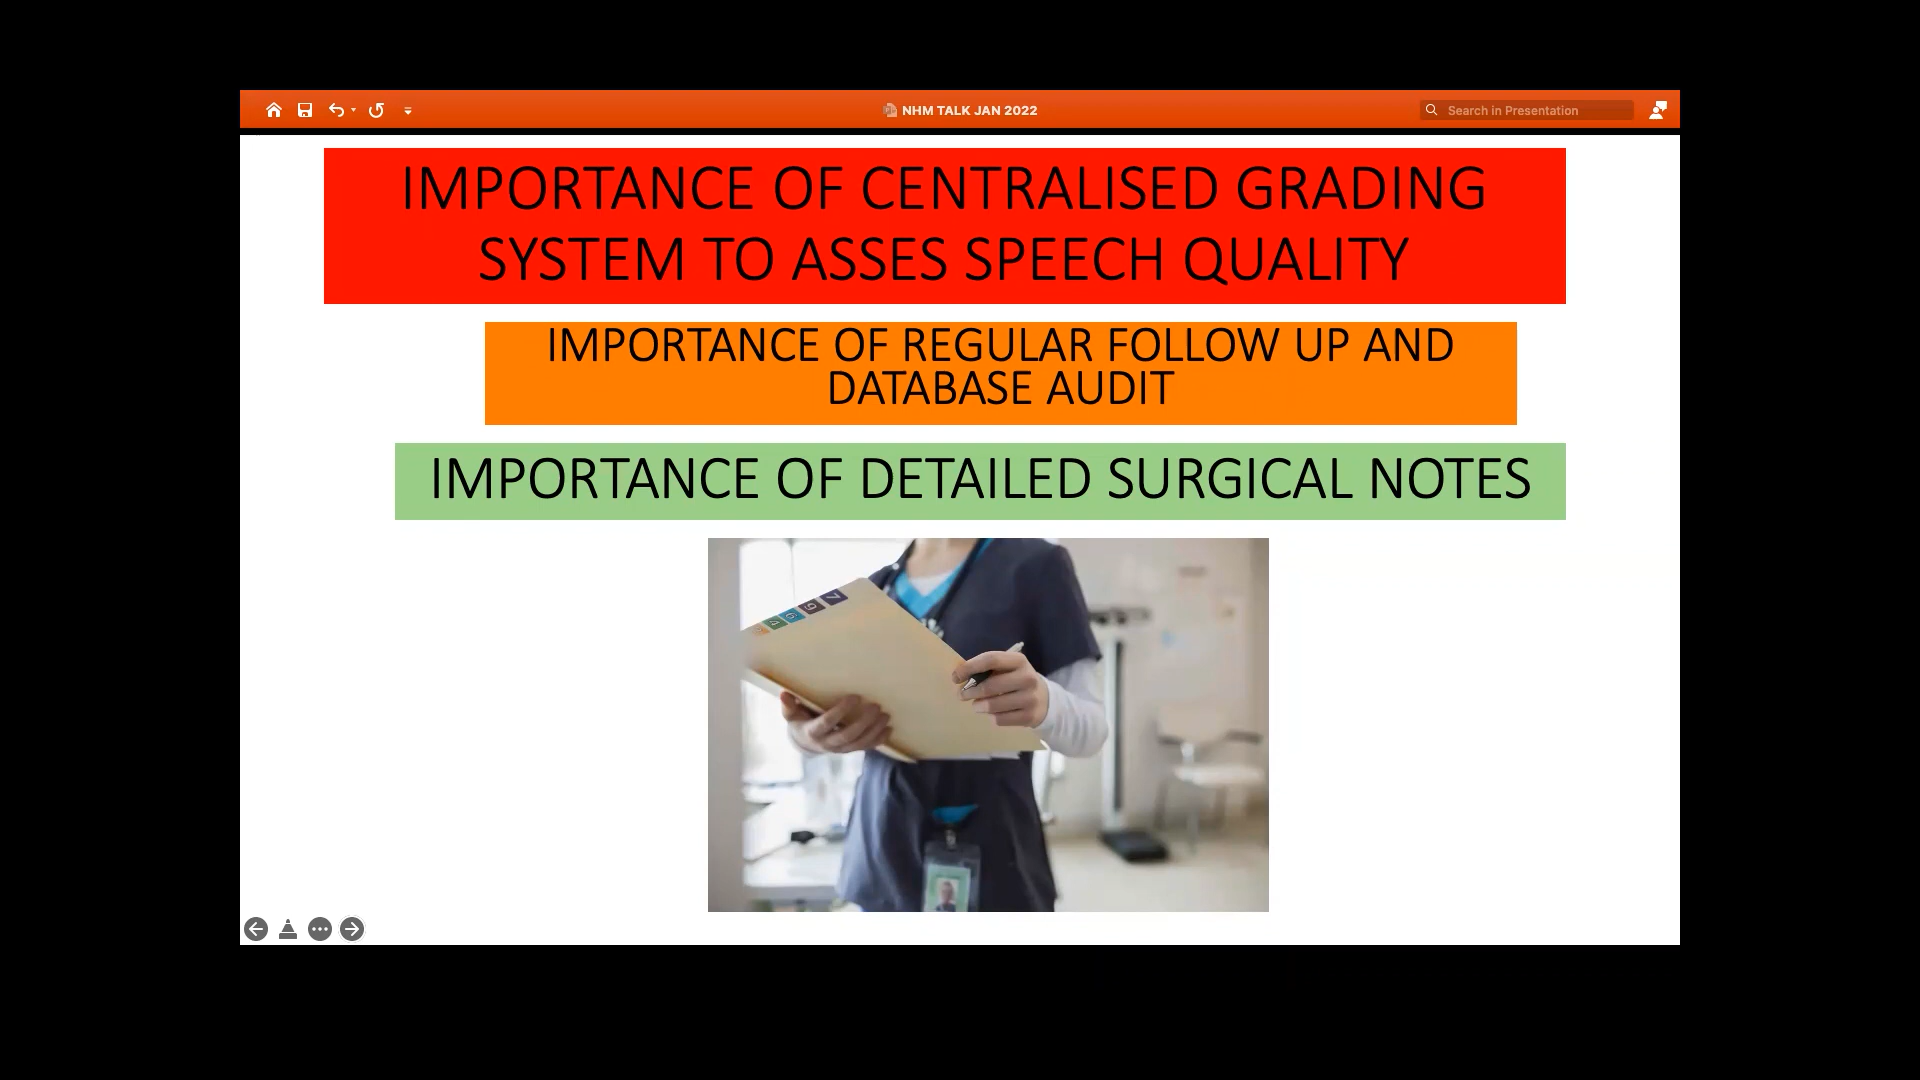 NHM TALK JAN 2022
Search in Presentation
IMPORTANCE OF CENTRALISED GRADING
SYSTEM TO ASSES SPEECH QUALITY
IMPORTANCE OF REGULAR FOLLOW UP AND
DATABASE AUDIT
IMPORTANCE OF DETAILED SURGICAL NOTES